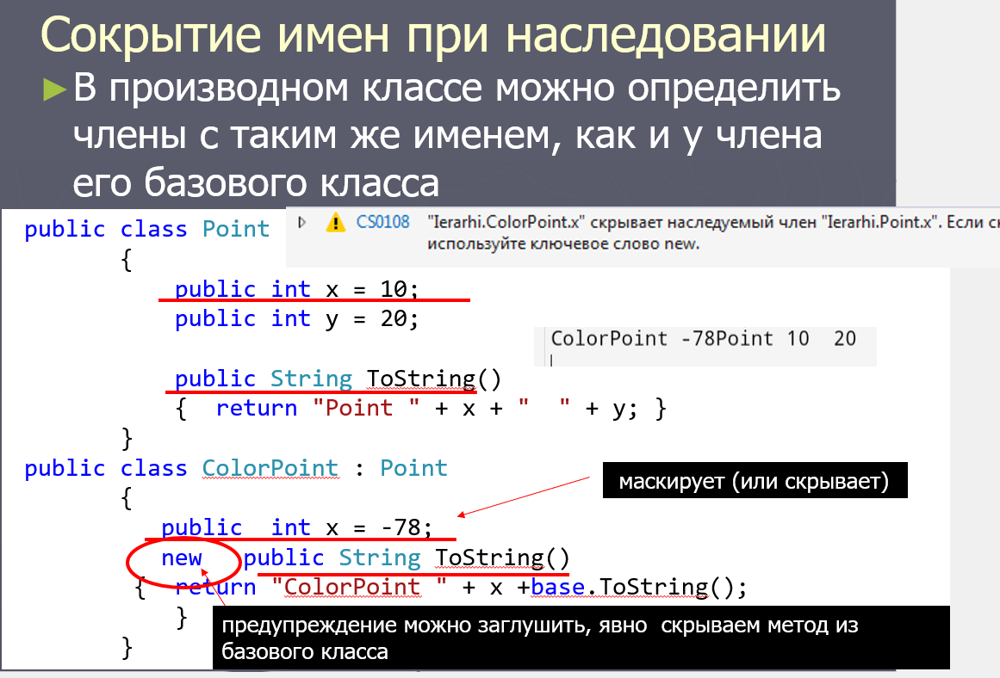 Сокрытие имен при наследовании
►В производном классе можно определить
члены с таким же именем, как и у члена
его базового класса
CS0108 "Ierarhi.ColorPoint.x" скрывает наследуемый член "Ierarhi.Point.x". Если
используйте ключевое слово new.
public class Point
{
public int x = 10;
public int y = 20;
ColorPoint -78Point 10  20
public String ToString()
{  return "Point " + x + "  " + y; }
}
public class ColorPoint : Point
{
маскирует (или скрывает)
public  int x = -78;
new   public String ToString()
{  return "ColorPoint " + x +base.ToString();
}
предупреждение можно заглушить, явно  скрываем метод из
базового класса
}